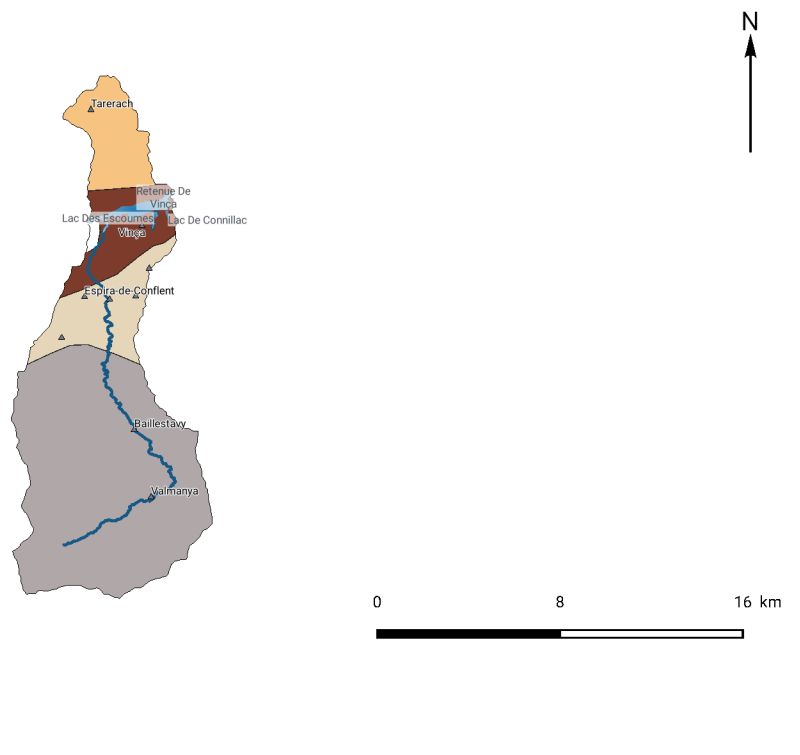 N
Tarerach
Retenue De
Vinça
Lac Des Escoumes
Lac De Connillac
Vinça
Espira-de-Conflent
Baillestavy
Valmanya
0 8 16 km